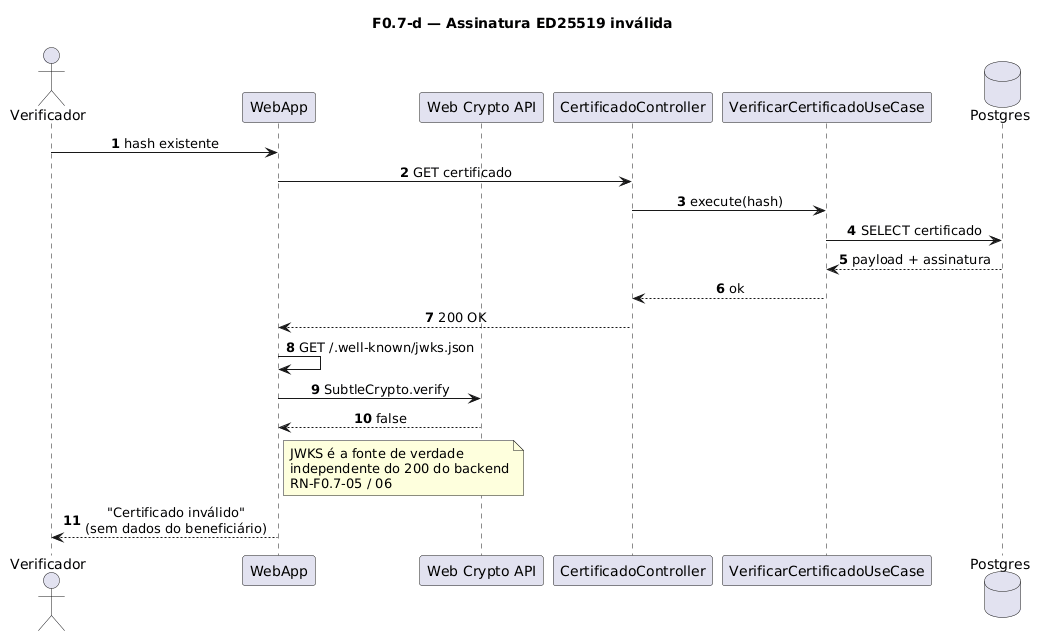 F0.7-d — Assinatura ED25519 inválida
Verificador
WebApp
Web Crypto API
CertificadoController
VerificarCertificadoUseCase
Postgres
1 hash existente
2 GET certificado
3 execute(hash)
4 SELECT certificado
5 payload + assinatura
6 ok
7 200 OK
8 GET /.well-known/jwks.json
9 SubtleCrypto.verify
10 false
JWKS é a fonte de verdade
independente do 200 do backend
RN-F0.7-05 / 06
11 "Certificado inválido"
(sem dados do beneficiário)
Verificador
WebApp
Web Crypto API
CertificadoController
VerificarCertificadoUseCase
Postgres